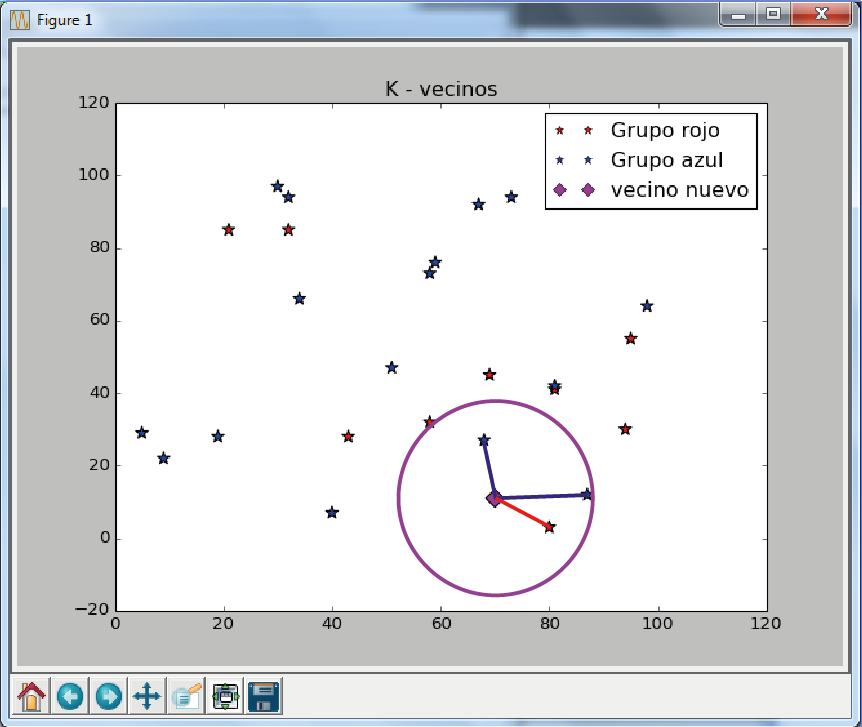 Figure 1
K - vecinos
Grupo rojo
Grupo azul
vecino nuevo
120
100
80
60
40
20
0
−20
0 20 40 60 80 100 120